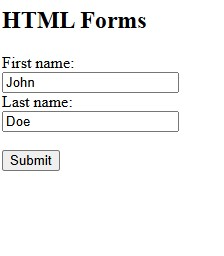 HTML Forms
First name:
John
Last name:
Doe
Submit